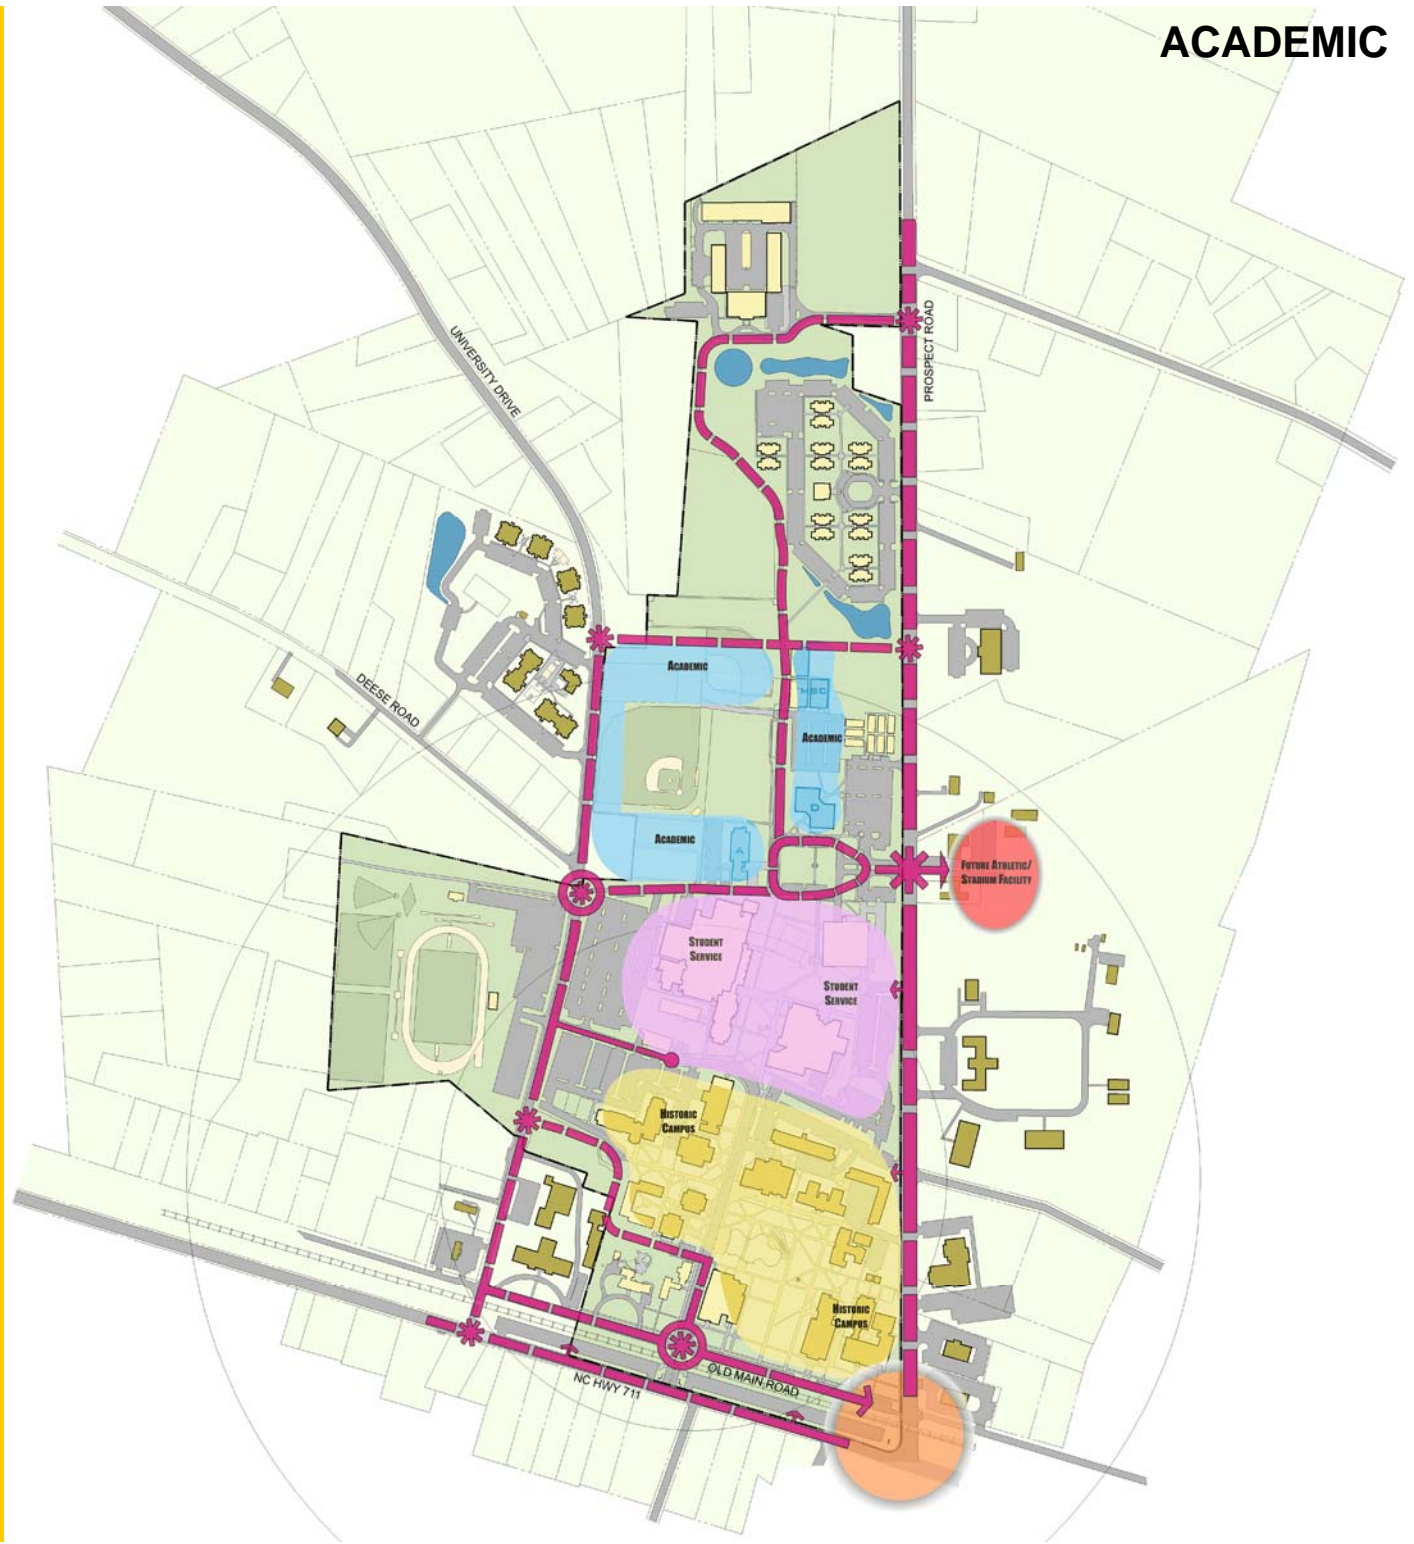 ACADEMIC
UNIVERSITY DRIVE
PROSPECT ROAD
DEESE ROAD
ACADEMIC
HSC
ACADEMIC
D
ACADEMIC
A
FUTURE ATHLETIC/
STADIUM FACILITY
STUDENT
SERVICE
STUDENT
SERVICE
HISTORIC
CAMPUS
HISTORIC
CAMPUS
OLD MAIN ROAD
NC HWY 711